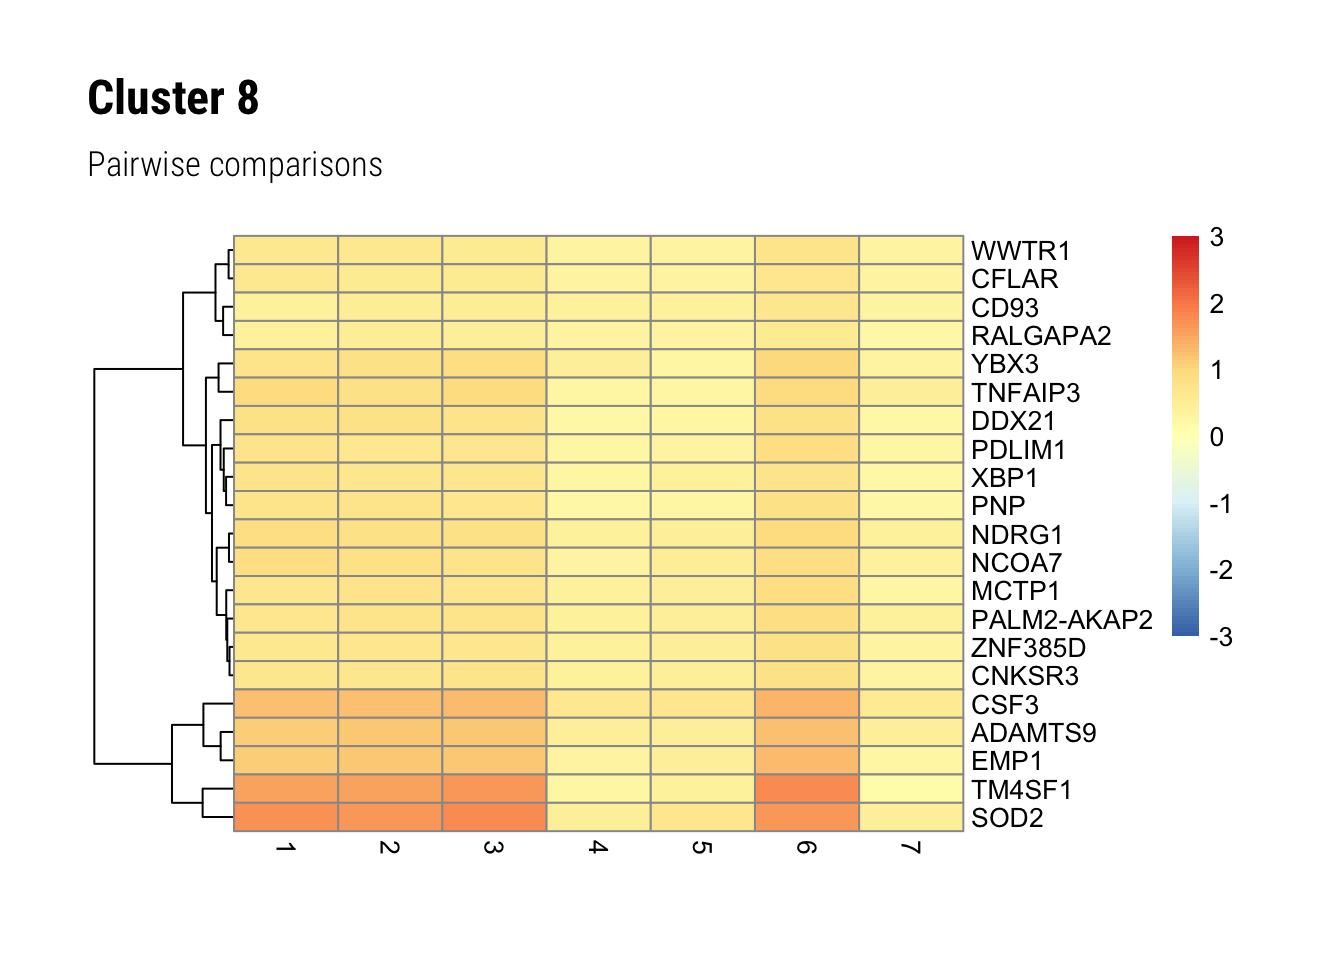 Cluster 8
Pairwise comparisons
WWTR1
CFLAR
CD93
RALGAPA2
YBX3
TNFAIP3
DDX21
PDLIM1
XBP1
PNP
NDRG1
NCOA7
MCTP1
PALM2-AKAP2
ZNF385D
CNKSR3
CSF3
ADAMTS9
EMP1
TM4SF1
SOD2
1 2 3 4 5 6 7
3
2
1
0
-1
-2
-3